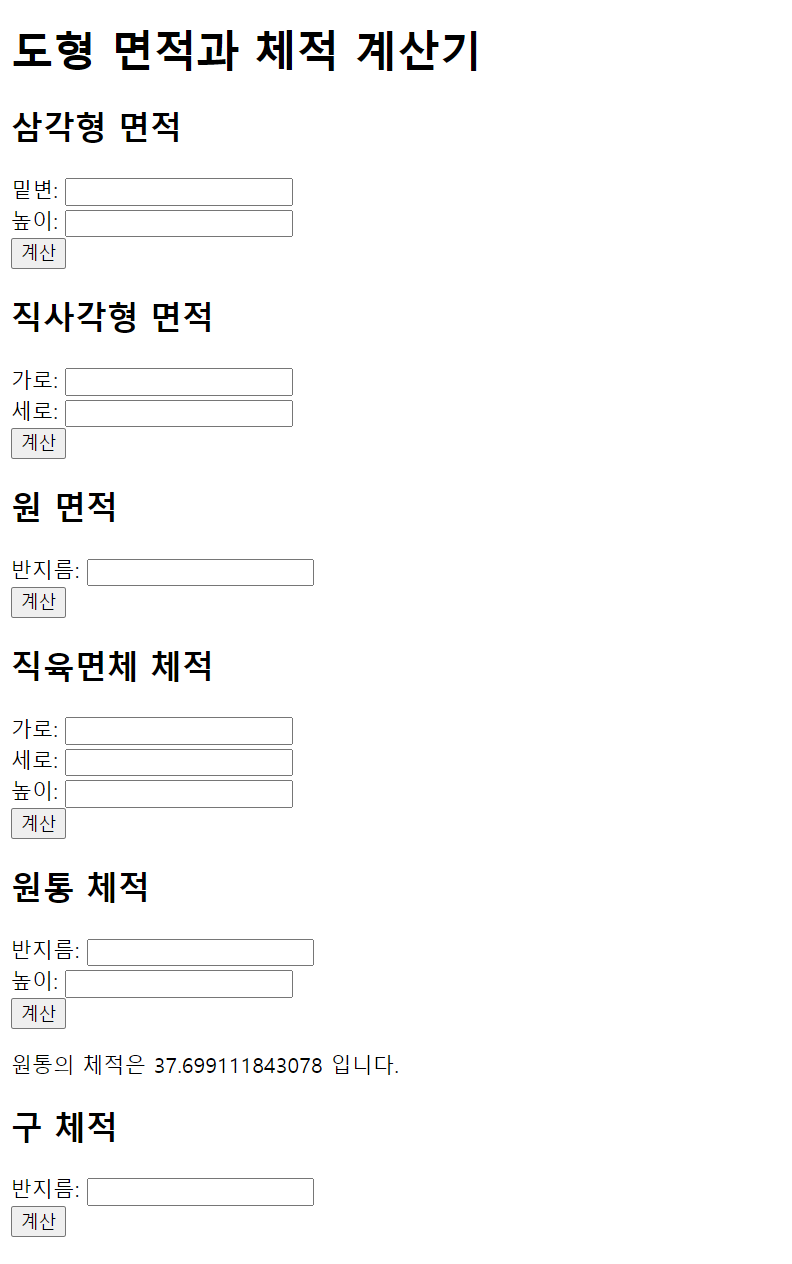 도형 면적과 체적 계산기
삼각형 면적
밑변:
높이:
계산
직사각형 면적
가로:
세로:
계산
원 면적
반지름:
계산
직육면체 체적
가로:
세로:
높이:
계산
원통 체적
반지름:
높이:
계산
원통의 체적은 37.699111843078 입니다.
구 체적
반지름:
계산